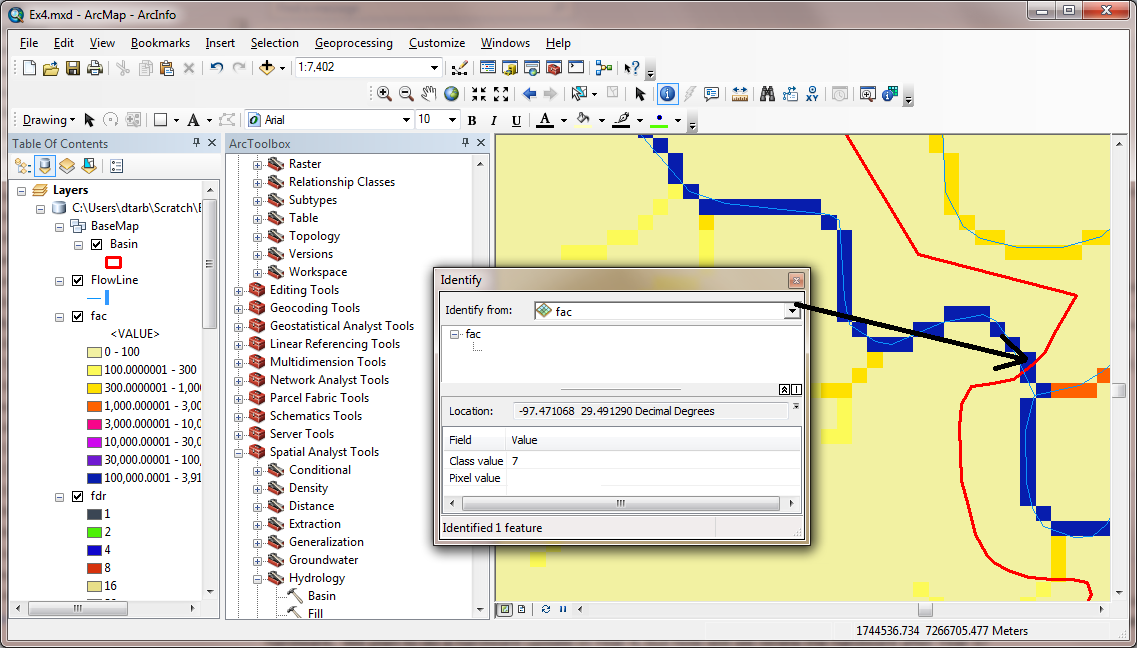 Ex4.mxd - ArcMap - ArcInfo
File Edit View Bookmarks Insert Selection Geoprocessing Customize Windows Help
1:7,402
Drawing Arial 10 B I U A
Table Of Contents
Layers
C:\Users\dtarb\Scratch\E
BaseMap
Basin
FlowLine
fac
<VALUE>
0 - 100
100.0000001 - 300
300.0000001 - 1,000
1,000.000001 - 3,00
3,000.000001 - 10,0
10,000.00001 - 30,0
30,000.00001 - 100,
100,000.0001 - 3,91
fdr
1
2
4
8
16
ArcToolbox
Raster
Relationship Classes
Subtypes
Table
Topology
Versions
Workspace
Editing Tools
Geocoding Tools
Geostatistical Analyst Tools
Linear Referencing Tools
Multidimension Tools
Network Analyst Tools
Parcel Fabric Tools
Schematics Tools
Server Tools
Spatial Analyst Tools
Conditional
Density
Distance
Extraction
Generalization
Groundwater
Hydrology
Basin
Fill
Identify
Identify from: fac
fac
Location: -97.471068 29.491290 Decimal Degrees
Field Value
Class value 7
Pixel value
Identified 1 feature
1744536.734 7266705.477 Meters